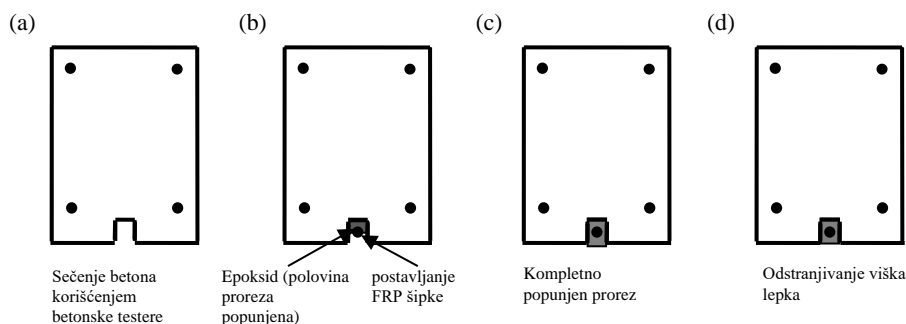 (a)
(b)
(c)
(d)
Sečenje betona
korišćenjem
betonske testere
Epoksid (polovina
proreza
popunjena)
postavljanje
FRP šipke
Kompletno
popunjen prorez
Odstranjivanje viška
lepka